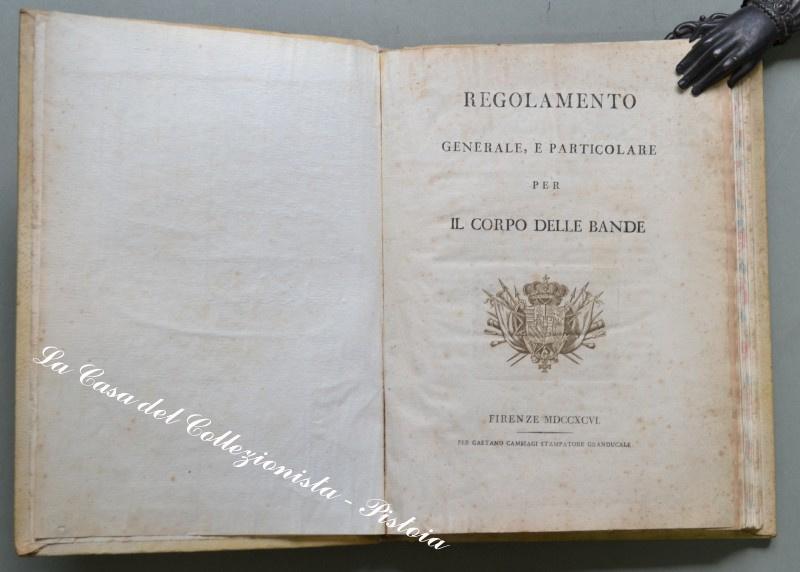 REGOLAMENTO
GENERALE, E PARTICOLARE
PER
IL CORPO DELLE BANDE
FIRENZE MDCCXCVI.
PER GAETANO CAMBIAGI STAMPATORE GRANDUCALE
La Casa del Collezionista - Pistoia